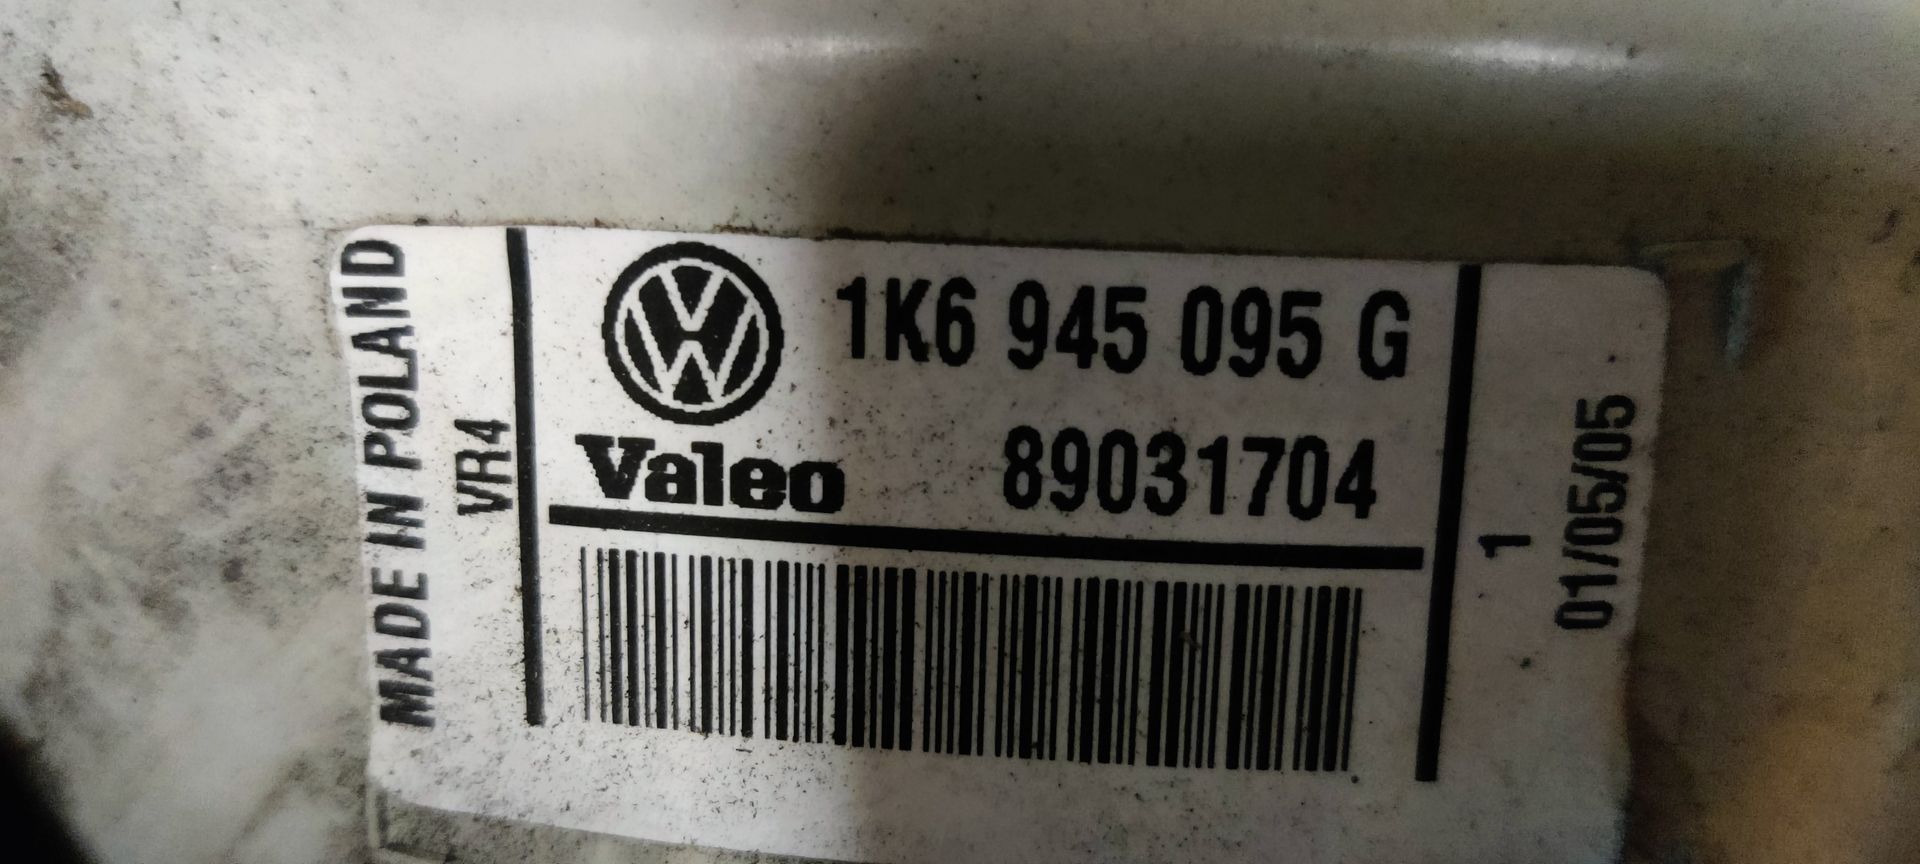 MADE IN POLAND
VR4
1K6 945 095 G
Valeo 89031704
1
01/05/05